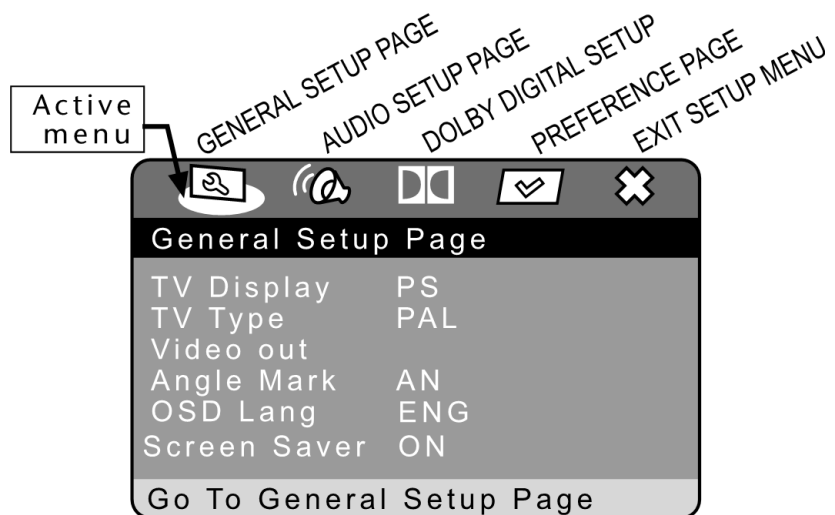 GENERAL SETUP PAGE
AUDIO SETUP PAGE
DOLBY DIGITAL SETUP
PREFERENCE PAGE
EXIT SETUP MENU
Active
menu
General Setup Page
TV Display PS
TV Type PAL
Video out
Angle Mark AN
OSD Lang ENG
Screen Saver ON
Go To General Setup Page